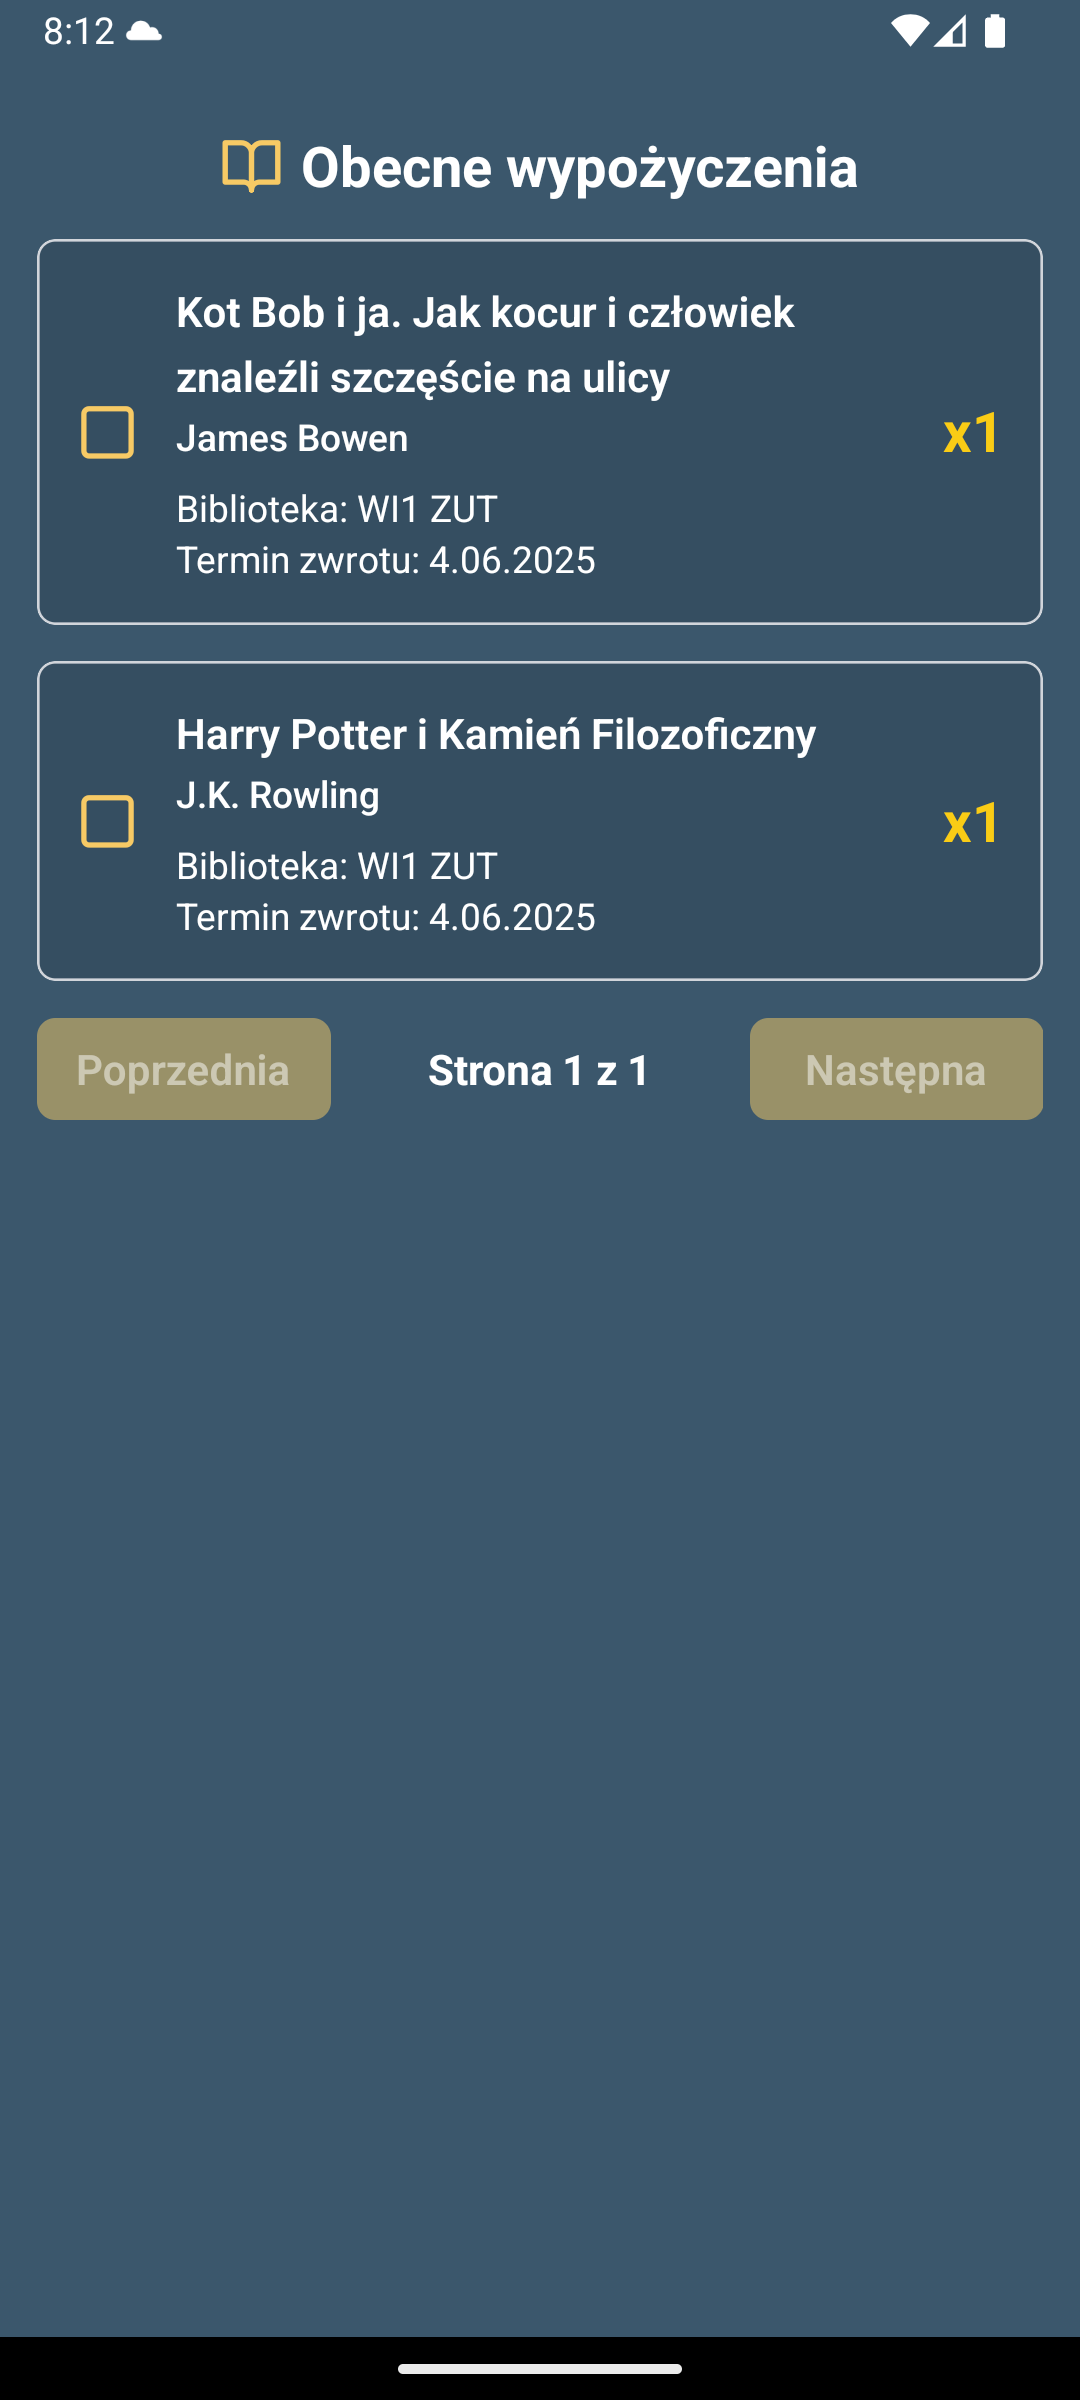 8:12
Obecne wypożyczenia
Kot Bob i ja. Jak kocur i człowiek
znaleźli szczęście na ulicy
James Bowen
x1
Biblioteka: WI1 ZUT
Termin zwrotu: 4.06.2025
Harry Potter i Kamień Filozoficzny
J.K. Rowling
x1
Biblioteka: WI1 ZUT
Termin zwrotu: 4.06.2025
Poprzednia
Strona 1 z 1
Następna